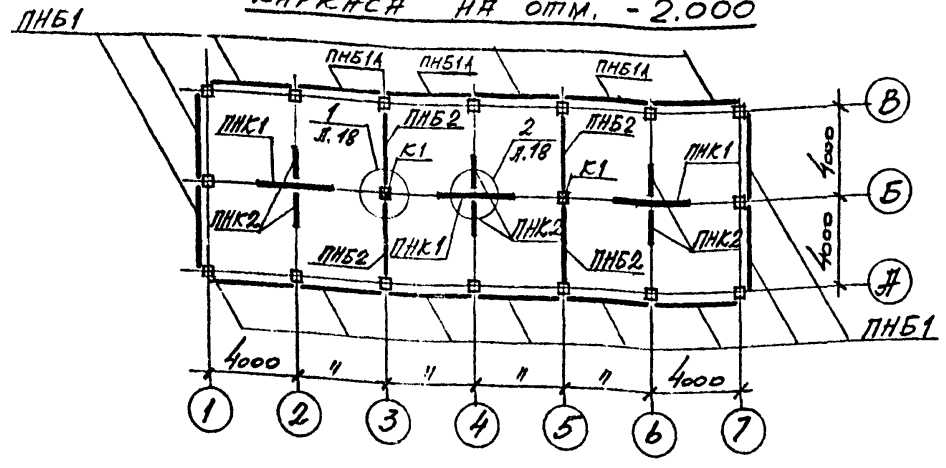 КАРКАСА НА ОТМ. -2.000
ПНБ1
ПНБ1А ПНБ1А ПНБ1А
В
1
Л.18
ПНБ2
2
Л.18
ПНБ2
ПНК1
К1
К1
ПНК1
4000
Б
ПНК2
ПНБ2
ПНК1
ПНК2
ПНБ2
ПНК2
4000
А
ПНБ1
4000 " " " " 4000
1 2 3 4 5 6 7